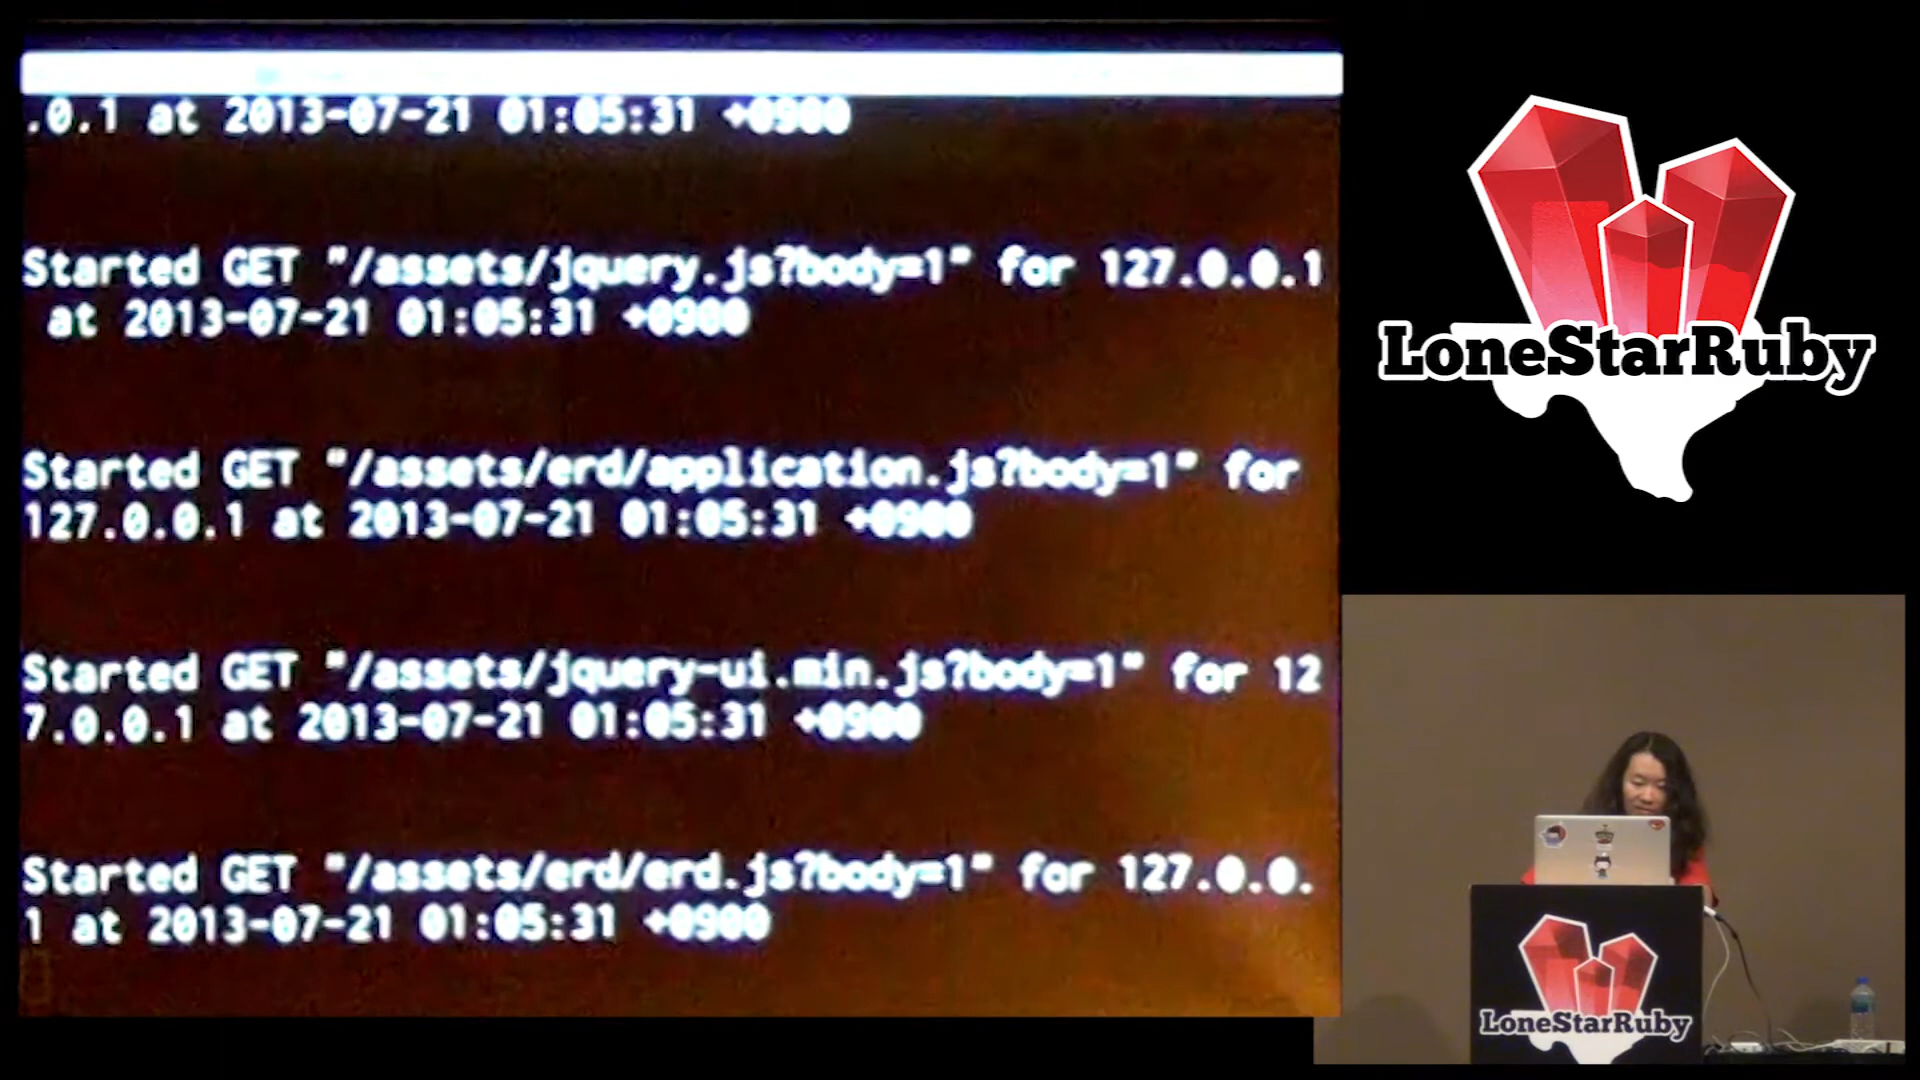 .0.1 at 2013-07-21 01:05:31 +0900
Started GET "/assets/jquery.js?body=1" for 127.0.0.1
at 2013-07-21 01:05:31 +0900
Started GET "/assets/erd/application.js?body=1" for
127.0.0.1 at 2013-07-21 01:05:31 +0900
Started GET "/assets/jquery-ui.min.js?body=1" for 12
7.0.0.1 at 2013-07-21 01:05:31 +0900
Started GET "/assets/erd/erd.js?body=1" for 127.0.0.
1 at 2013-07-21 01:05:31 +0900
LoneStarRuby
LoneStarRuby